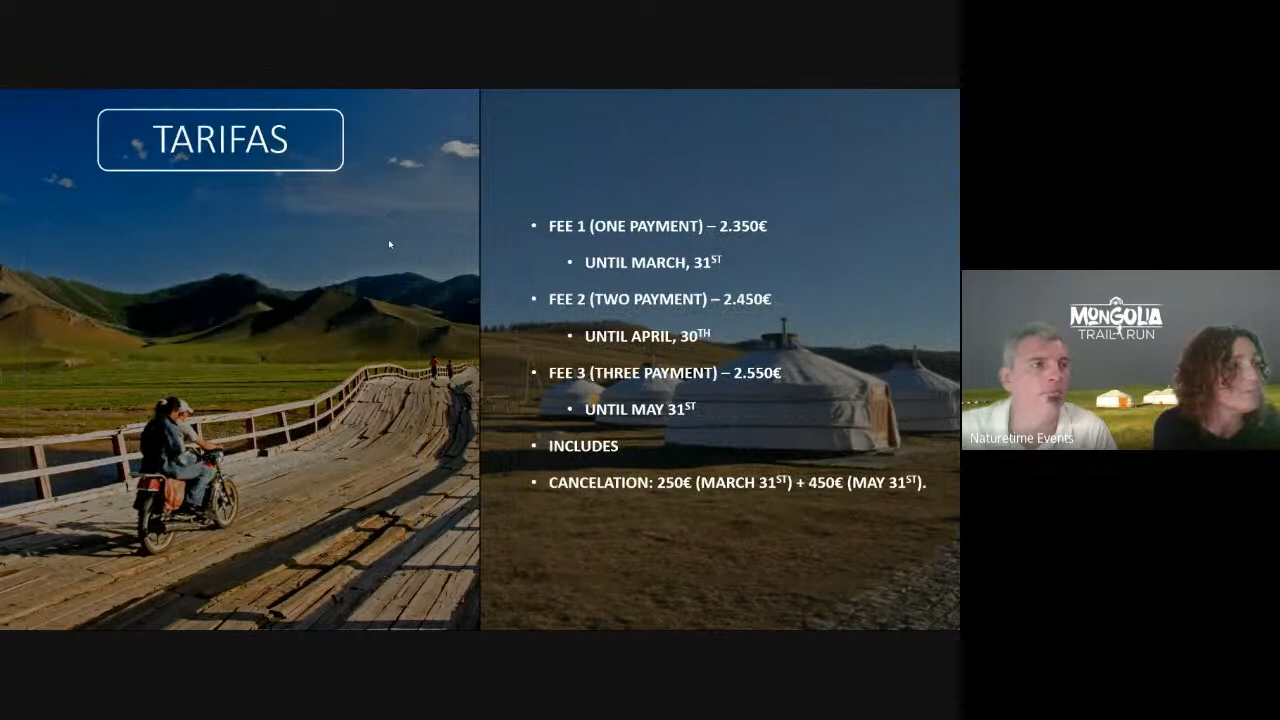 TARIFAS
• FEE 1 (ONE PAYMENT) – 2.350€
• UNTIL MARCH, 31ST
• FEE 2 (TWO PAYMENT) – 2.450€
• UNTIL APRIL, 30TH
• FEE 3 (THREE PAYMENT) – 2.550€
• UNTIL MAY 31ST
• INCLUDES
• CANCELATION: 250€ (MARCH 31ST) + 450€ (MAY 31ST).
MONGOLIA
TRAIL RUN
Naturetime Events